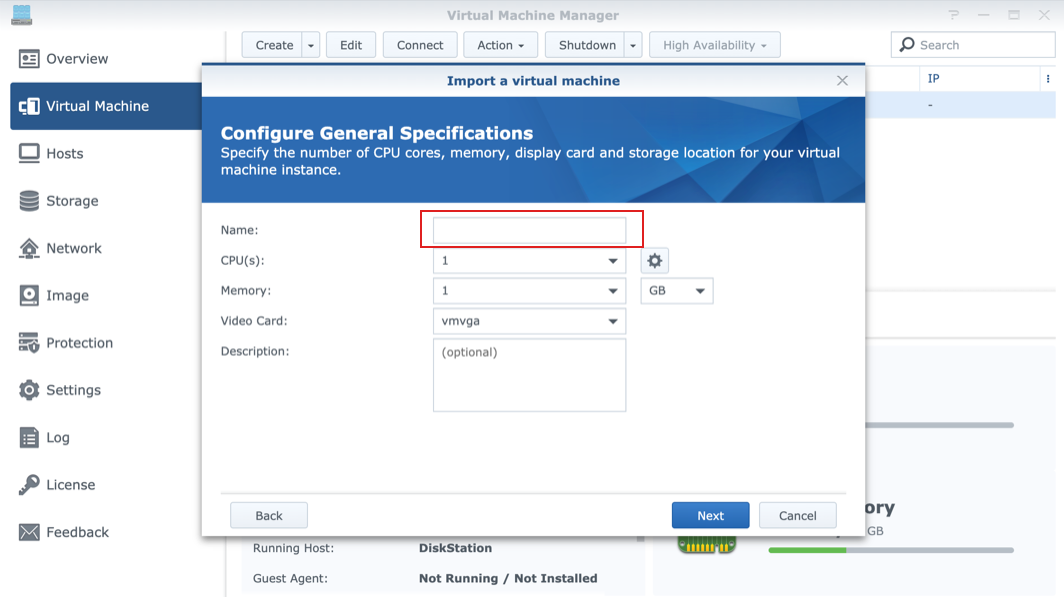 Virtual Machine Manager
Overview
Virtual Machine
Hosts
Storage
Network
Image
Protection
Settings
Log
License
Feedback
Create
Edit
Connect
Action
Shutdown
High Availability
Search
IP
-
Import a virtual machine
Configure General Specifications
Specify the number of CPU cores, memory, display card and storage location for your virtual
machine instance.
Name:
CPU(s): 1
Memory: 1 GB
Video Card: vmvga
Description: (optional)
Back Next Cancel
ory
GB
Running Host: DiskStation
Guest Agent: Not Running / Not Installed